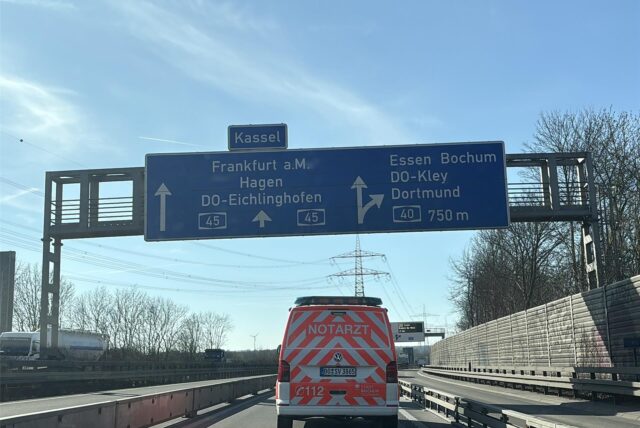 Kassel
Frankfurt a.M.
Hagen
DO-Eichlinghofen
45
45
Essen Bochum
DO-Kley
Dortmund
40 750 m
NOTARZT
112